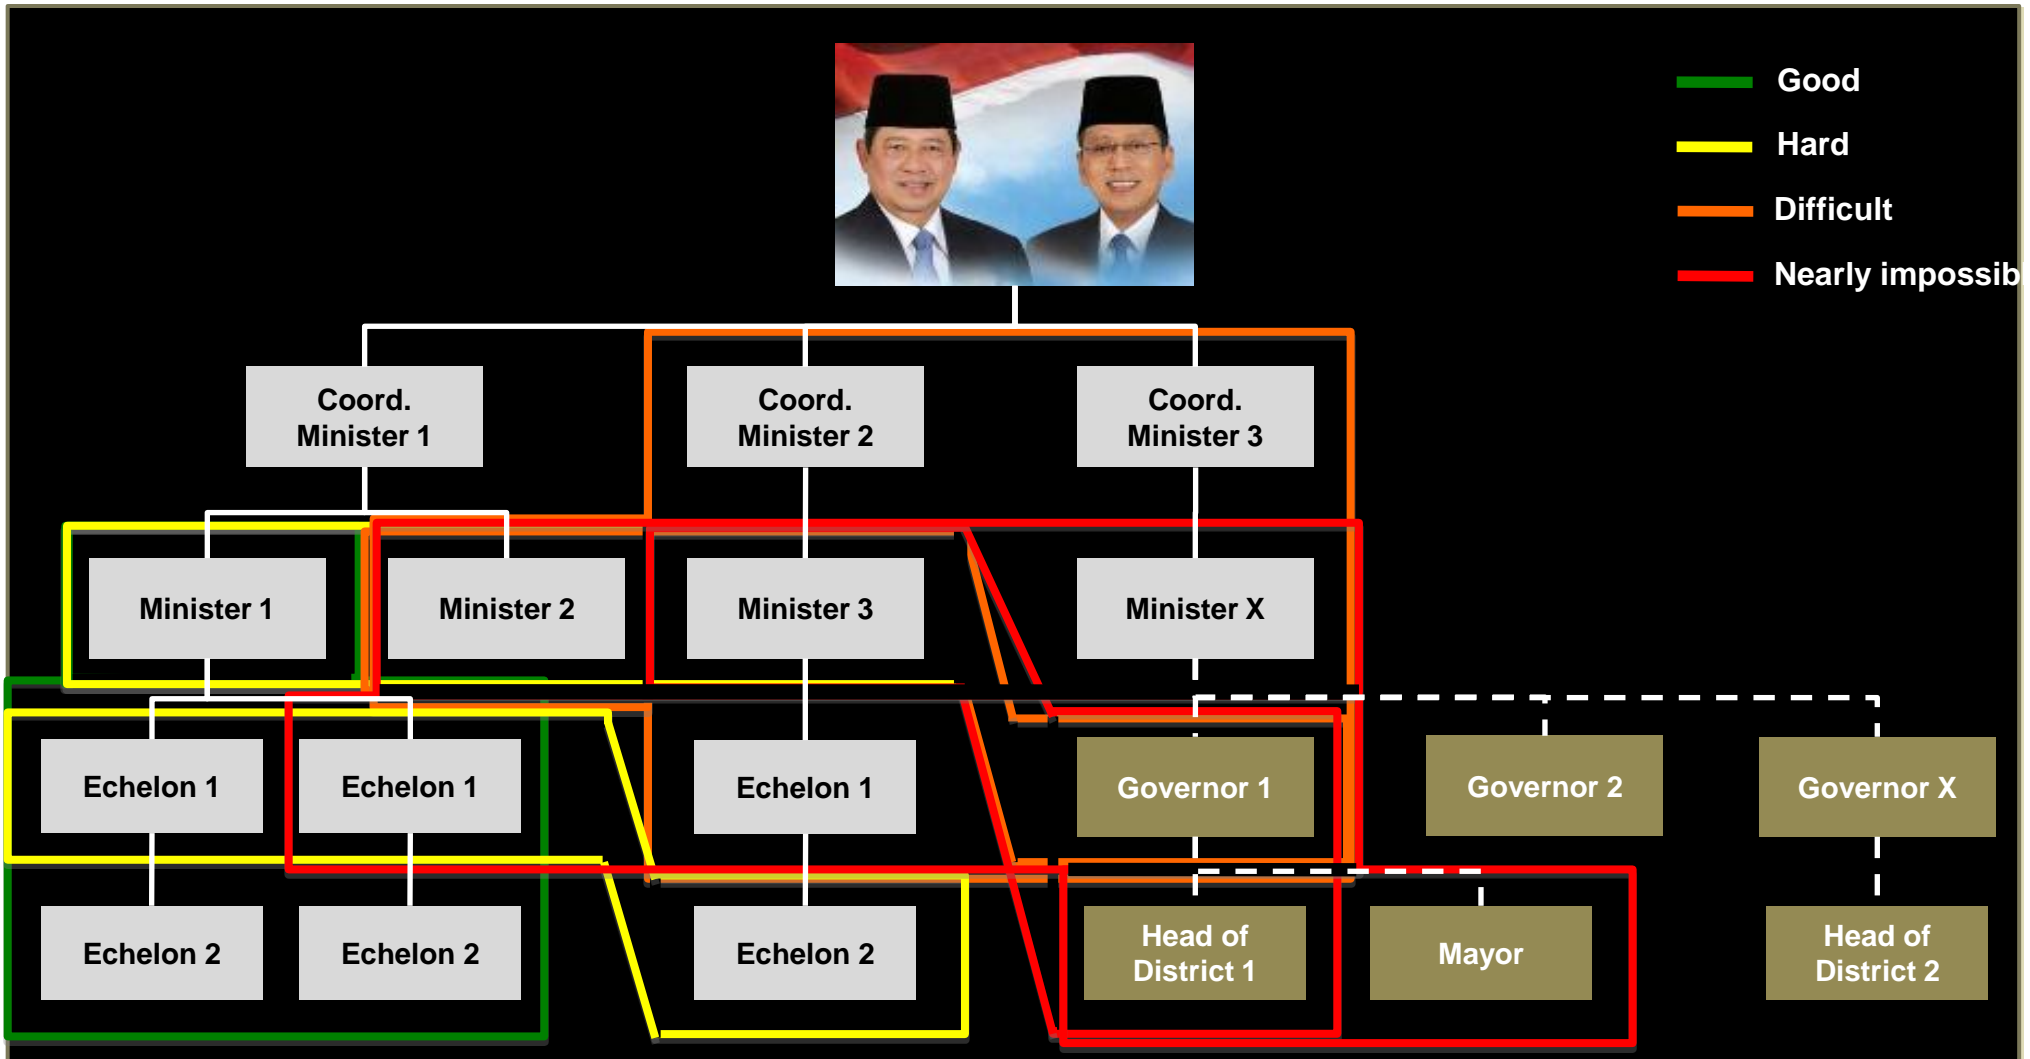 Good
Hard
Difficult
Nearly impossib
Coord.
Minister 1
Coord.
Minister 2
Coord.
Minister 3
Minister 1
Minister 2
Minister 3
Minister X
Echelon 1
Echelon 1
Echelon 1
Governor 1
Governor 2
Governor X
Echelon 2
Echelon 2
Echelon 2
Head of
District 1
Mayor
Head of
District 2